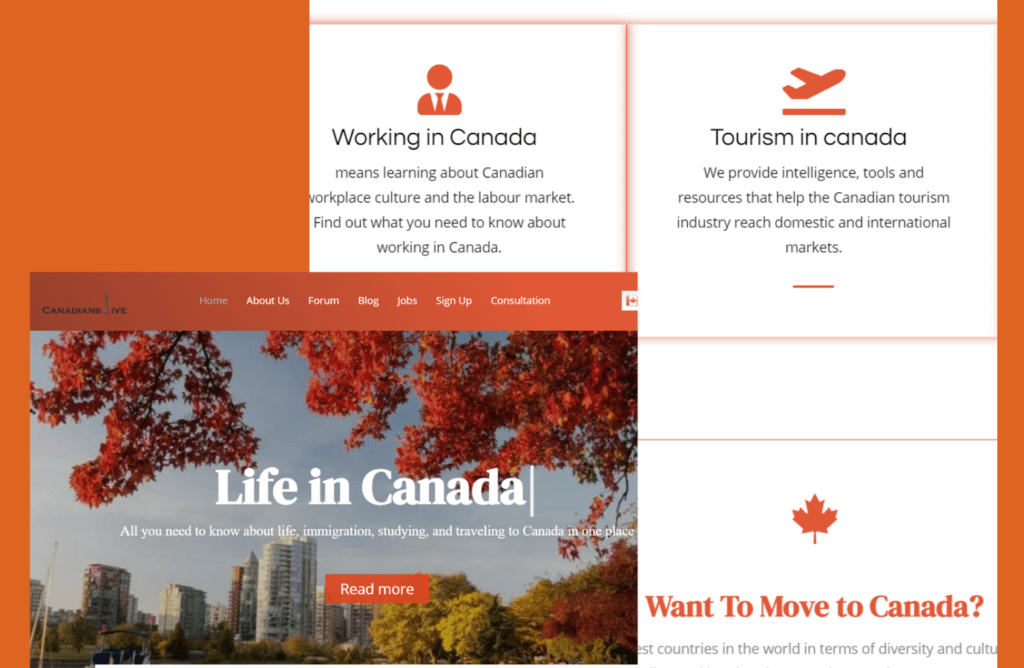 Working in Canada
means learning about Canadian
workplace culture and the labour market.
Find out what you need to know about
working in Canada.
Tourism in canada
We provide intelligence, tools and
resources that help the Canadian tourism
industry reach domestic and international
markets.
CANADIANS LIVE
Home About Us Forum Blog Jobs Sign Up Consultation
Life in Canada|
All you need to know about life, immigration, studying, and traveling to Canada in one place
Read more
Want To Move to Canada?
countries in the world in terms of diversity and